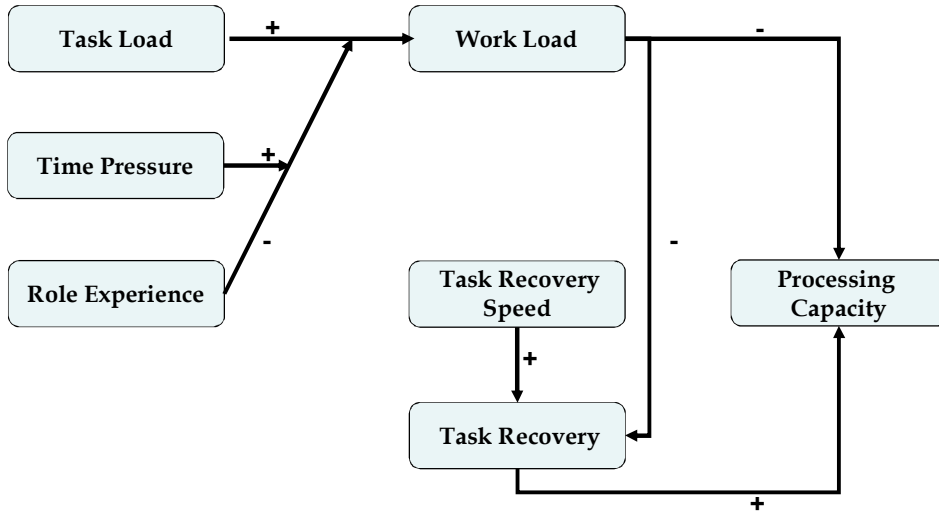 Task Load
+
Work Load
-
Time Pressure
+
-
-
Role Experience
Task Recovery
Speed
Processing
Capacity
+
Task Recovery
+